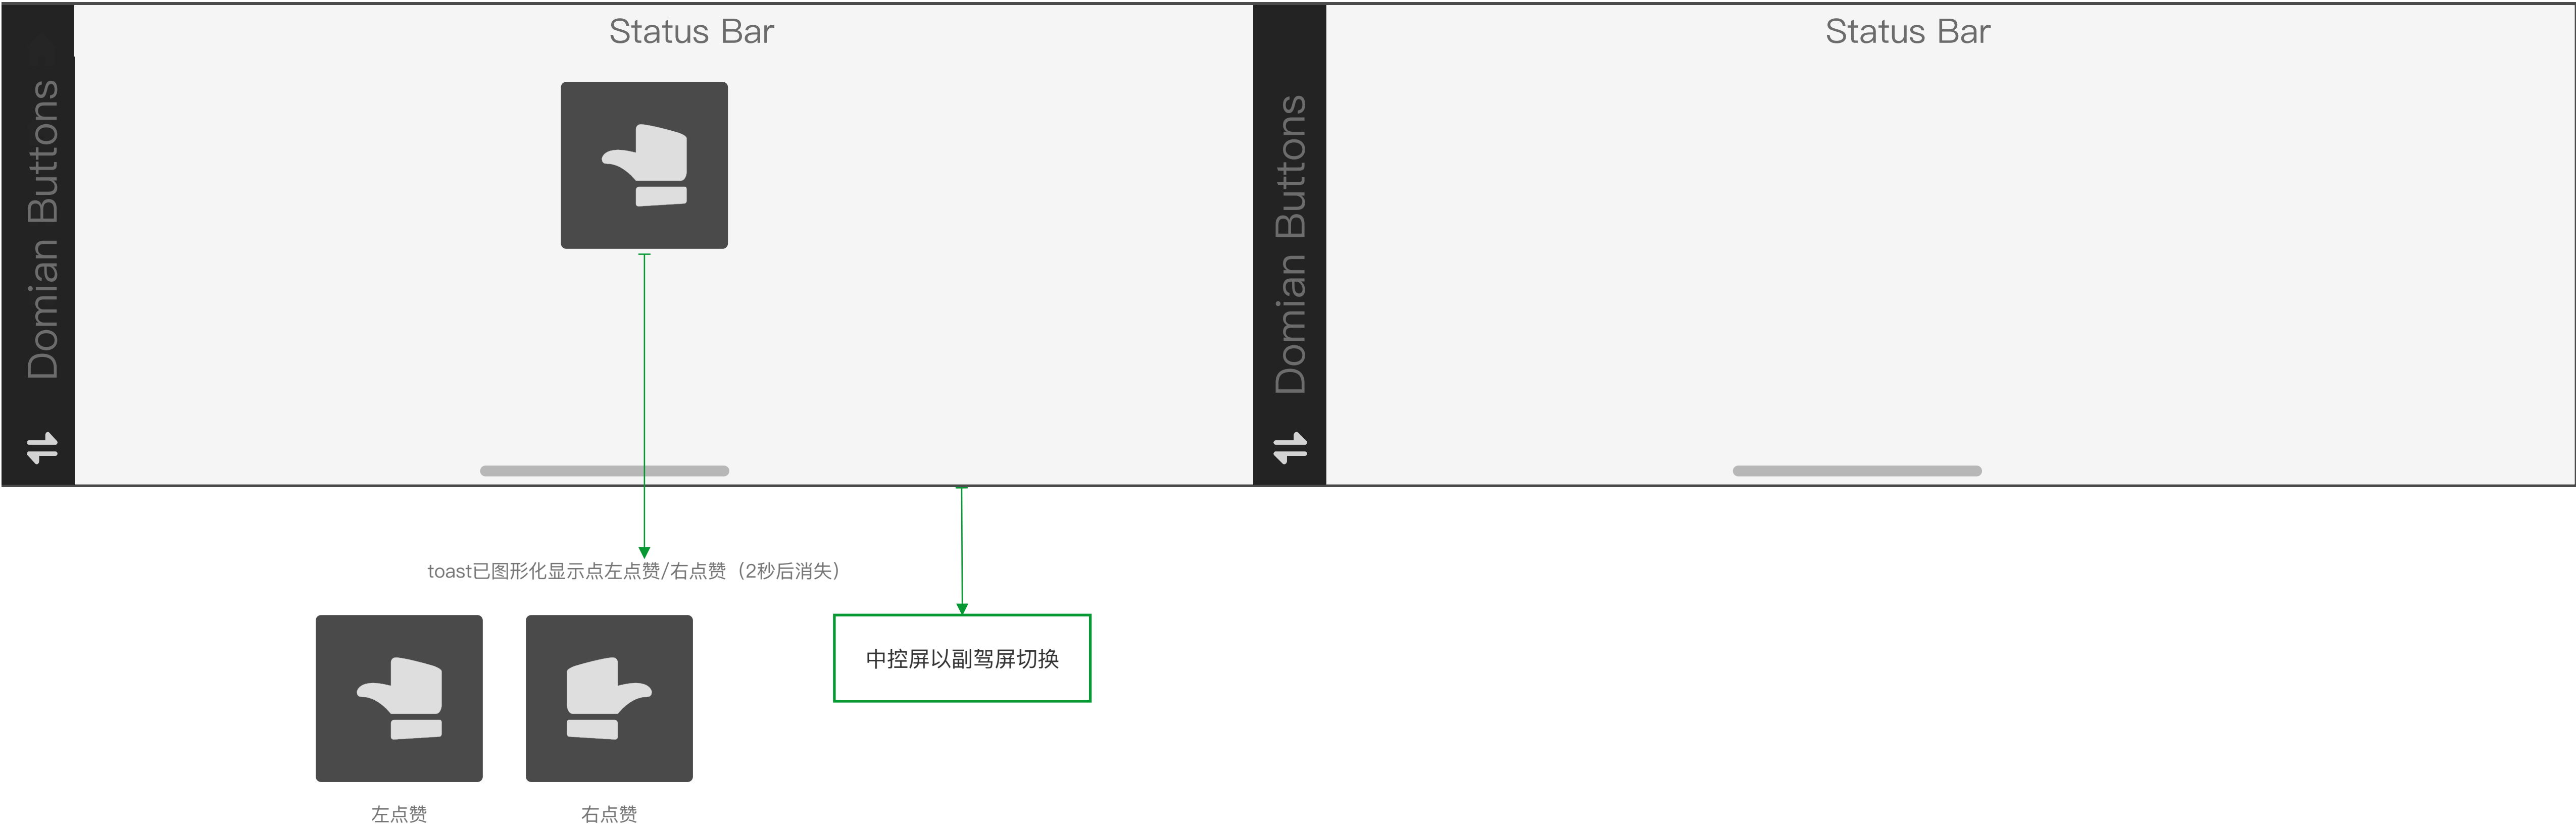 Status Bar
Status Bar
Domian Buttons
Domian Buttons
toast已图形化显示点左点赞/右点赞（2秒后消失）
中控屏以副驾屏切换
左点赞
右点赞